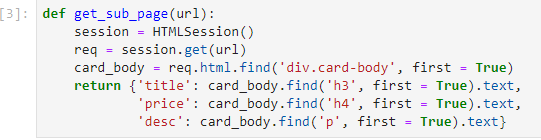 [3]: def get_sub_page(url):
    session = HTMLSession()
    req = session.get(url)
    card_body = req.html.find('div.card-body', first = True)
    return {'title': card_body.find('h3', first = True).text,
            'price': card_body.find('h4', first = True).text,
            'desc': card_body.find('p', first = True).text}